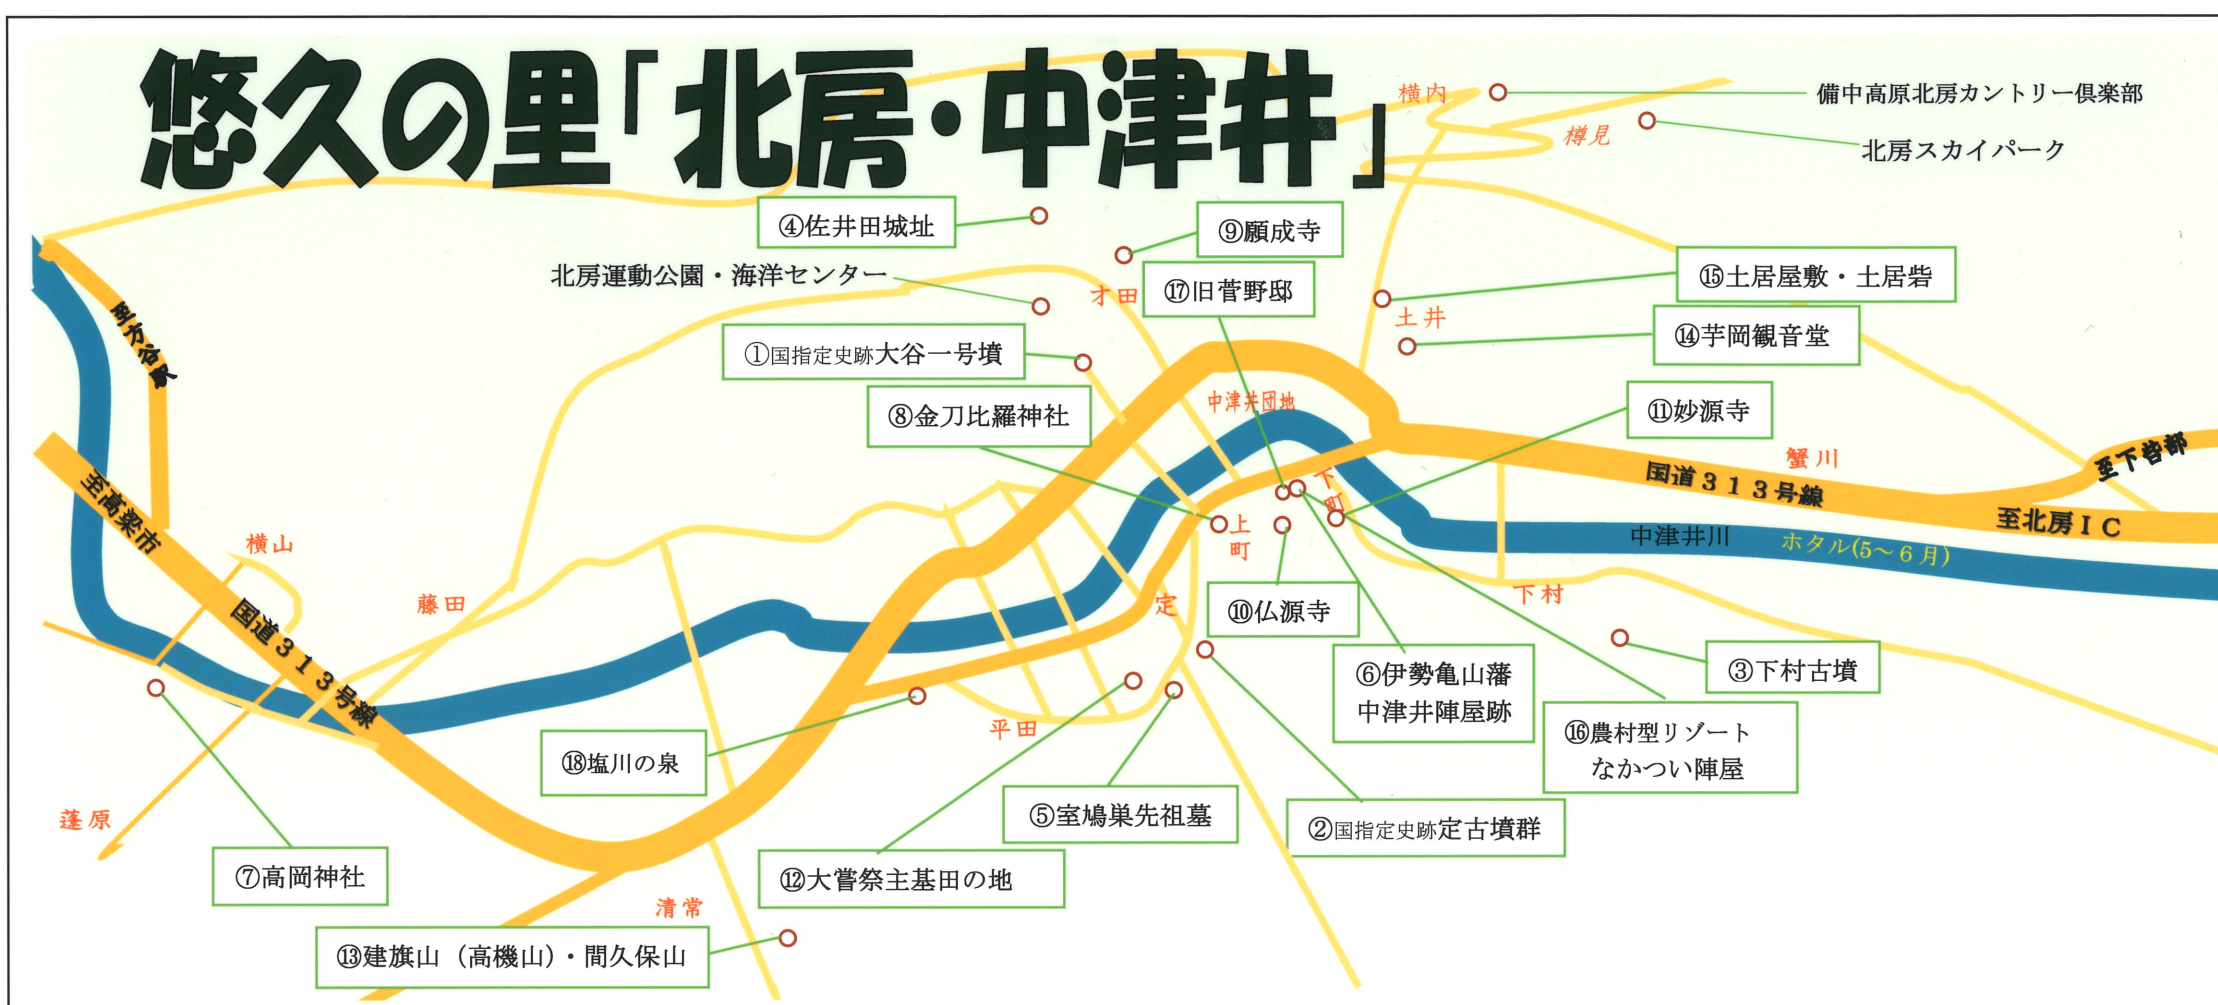 悠久の里「北房・中津井」
横内
備中高原北房カントリー倶楽部
樽見
北房スカイパーク
④佐井田城址
⑨願成寺
北房運動公園・海洋センター
才田
⑰旧菅野邸
⑮土居屋敷・土居砦
至方谷駅
土井
①国指定史跡大谷一号墳
⑭芋岡観音堂
⑧金刀比羅神社
中津井団地
⑪妙源寺
蟹川
至下呰部
国道313号線
至高梁市
下町
至北房IC
横山
上町
中津井川
ホタル(5~6月)
藤田
定
下村
⑩仏源寺
国道313号線
⑥伊勢亀山藩
中津井陣屋跡
③下村古墳
平田
⑱塩川の泉
⑯農村型リゾート
なかつい陣屋
蓬原
⑤室鳩巣先祖墓
②国指定史跡定古墳群
⑦高岡神社
⑫大嘗祭主基田の地
清常
⑬建旗山（高機山）・間久保山